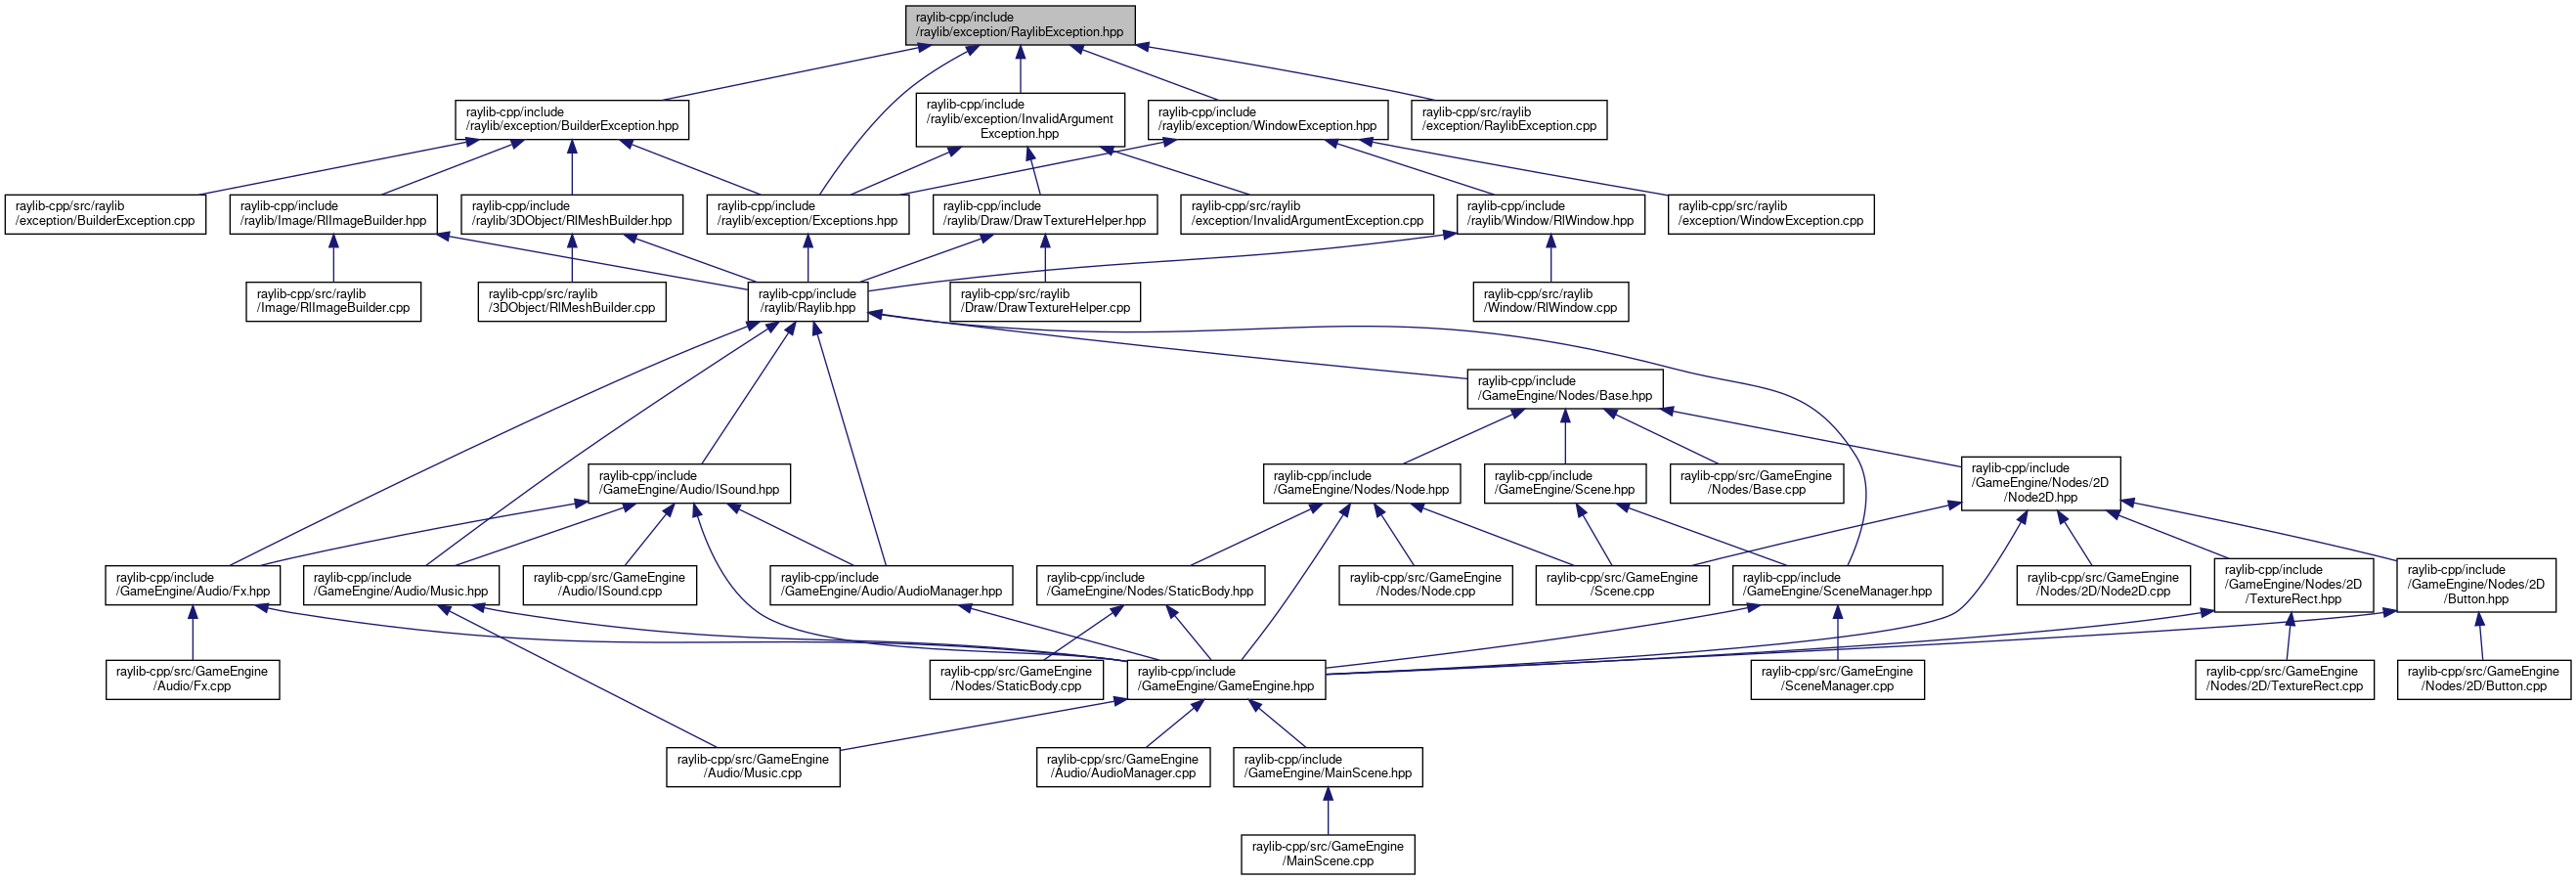 raylib-cpp/include
/raylib/exception/RaylibException.hpp
raylib-cpp/include
/raylib/exception/BuilderException.hpp
raylib-cpp/include
/raylib/exception/InvalidArgument
Exception.hpp
raylib-cpp/include
/raylib/exception/WindowException.hpp
raylib-cpp/src/raylib
/exception/RaylibException.cpp
raylib-cpp/src/raylib
/exception/BuilderException.cpp
raylib-cpp/include
/raylib/Image/RlImageBuilder.hpp
raylib-cpp/include
/raylib/3DObject/RlMeshBuilder.hpp
raylib-cpp/include
/raylib/exception/Exceptions.hpp
raylib-cpp/include
/raylib/Draw/DrawTextureHelper.hpp
raylib-cpp/src/raylib
/exception/InvalidArgumentException.cpp
raylib-cpp/include
/raylib/Window/RlWindow.hpp
raylib-cpp/src/raylib
/exception/WindowException.cpp
raylib-cpp/src/raylib
/Image/RlImageBuilder.cpp
raylib-cpp/src/raylib
/3DObject/RlMeshBuilder.cpp
raylib-cpp/include
/raylib/Raylib.hpp
raylib-cpp/src/raylib
/Draw/DrawTextureHelper.cpp
raylib-cpp/src/raylib
/Window/RlWindow.cpp
raylib-cpp/include
/GameEngine/Nodes/Base.hpp
raylib-cpp/include
/GameEngine/Audio/ISound.hpp
raylib-cpp/include
/GameEngine/Nodes/Node.hpp
raylib-cpp/include
/GameEngine/Scene.hpp
raylib-cpp/src/GameEngine
/Nodes/Base.cpp
raylib-cpp/include
/GameEngine/Nodes/2D
/Node2D.hpp
raylib-cpp/include
/GameEngine/Audio/Fx.hpp
raylib-cpp/include
/GameEngine/Audio/Music.hpp
raylib-cpp/src/GameEngine
/Audio/ISound.cpp
raylib-cpp/include
/GameEngine/Audio/AudioManager.hpp
raylib-cpp/include
/GameEngine/Nodes/StaticBody.hpp
raylib-cpp/src/GameEngine
/Nodes/Node.cpp
raylib-cpp/src/GameEngine
/Scene.cpp
raylib-cpp/include
/GameEngine/SceneManager.hpp
raylib-cpp/src/GameEngine
/Nodes/2D/Node2D.cpp
raylib-cpp/include
/GameEngine/Nodes/2D
/TextureRect.hpp
raylib-cpp/include
/GameEngine/Nodes/2D
/Button.hpp
raylib-cpp/src/GameEngine
/Audio/Fx.cpp
raylib-cpp/src/GameEngine
/Nodes/StaticBody.cpp
raylib-cpp/include
/GameEngine/GameEngine.hpp
raylib-cpp/src/GameEngine
/SceneManager.cpp
raylib-cpp/src/GameEngine
/Nodes/2D/TextureRect.cpp
raylib-cpp/src/GameEngine
/Nodes/2D/Button.cpp
raylib-cpp/src/GameEngine
/Audio/Music.cpp
raylib-cpp/src/GameEngine
/Audio/AudioManager.cpp
raylib-cpp/include
/GameEngine/MainScene.hpp
raylib-cpp/src/GameEngine
/MainScene.cpp